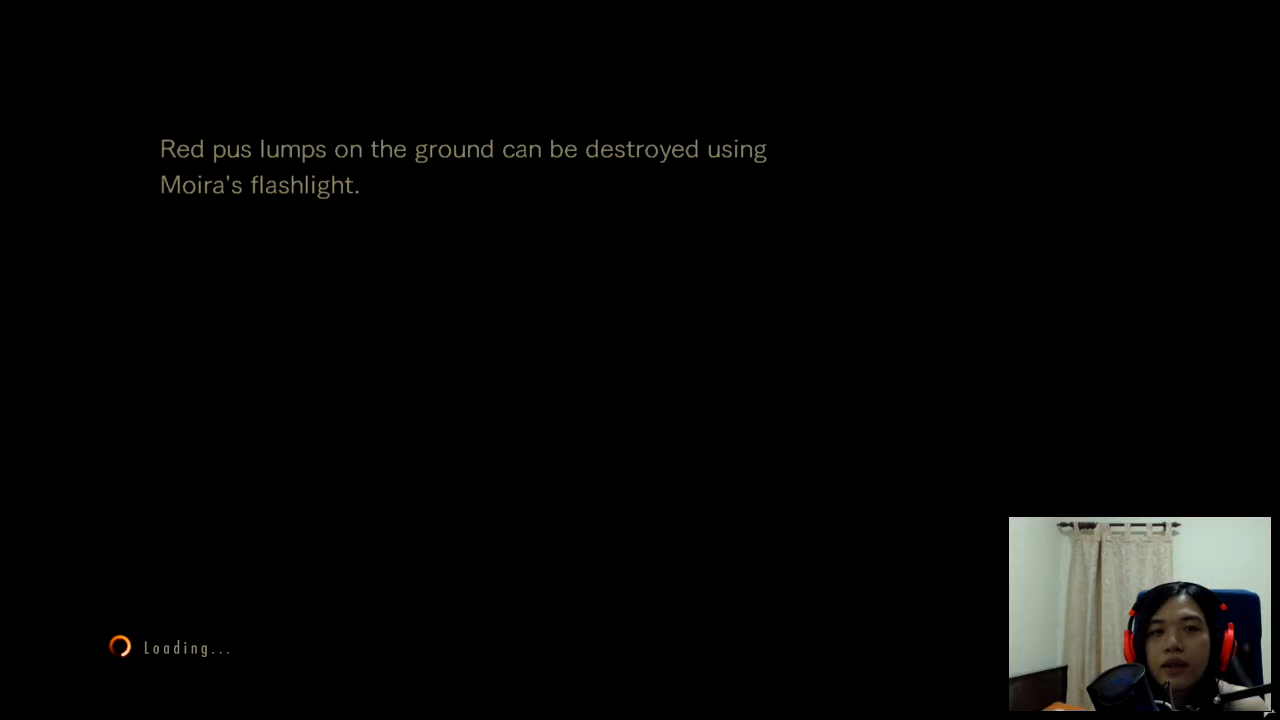 Red pus lumps on the ground can be destroyed using
Moira's flashlight.
Loading...